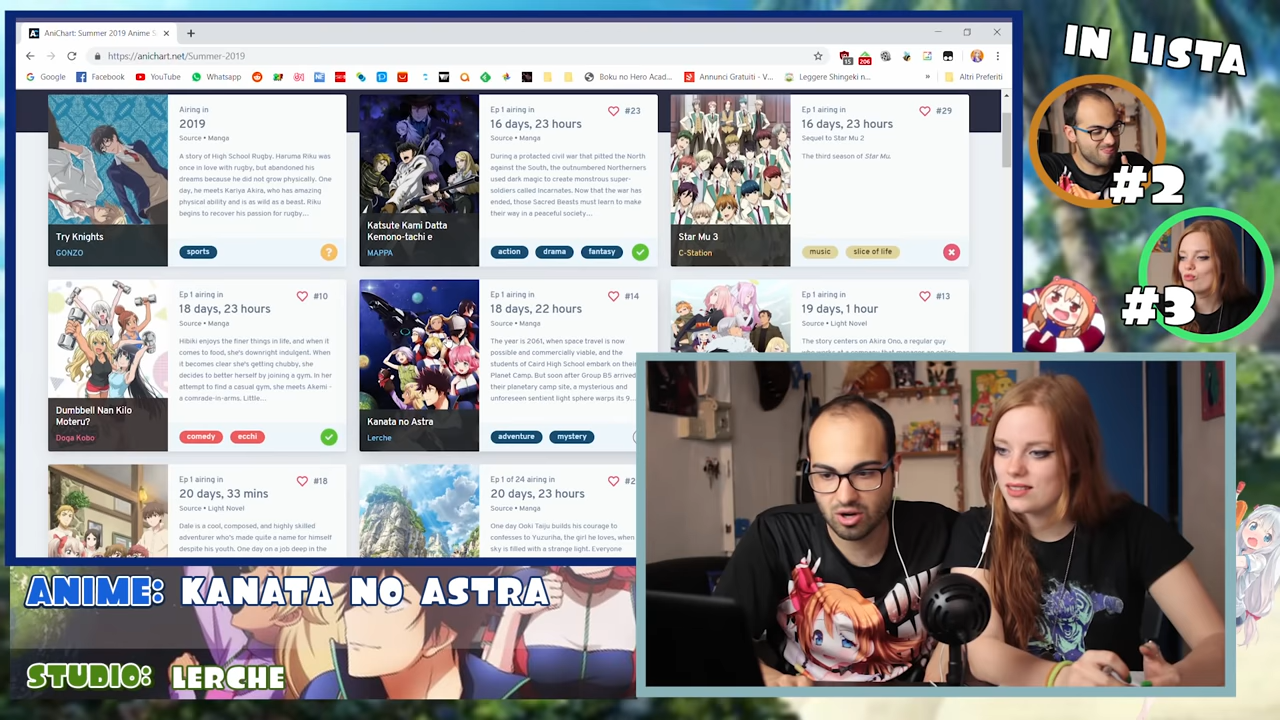 AniChart: Summer 2019 Anime S
https://anichart.net/Summer-2019
Google
Facebook
YouTube
Whatsapp
Boku no Hero Acad...
Annunci Gratuiti - V...
Leggere Shingeki n...
»
Altri Preferiti
Airing in
2019
Source • Manga
A story of High School Rugby. Haruma Riku was
once in love with rugby, but abandoned his
dreams because he did not grow physically. One
day, he meets Kariya Akira, who has amazing
physical ability and is as wild as a beast. Riku
begins to recover his passion for rugby...
Try Knights
GONZO
sports
?
Ep 1 airing in
#23
16 days, 23 hours
Source • Manga
During a protacted civil war that pitted the North
against the South, the outnumbered Northerners
used dark magic to create monstrous super-
soldiers called Incarnates. Now that the war has
ended, those Sacred Beasts must learn to make
their way in a peaceful society...
Katsute Kami Datta
Kemono-tachi e
MAPPA
action
drama
fantasy
Ep 1 airing in
#29
16 days, 23 hours
Sequel to Star Mu 2
The third season of Star Mu.
Star Mu 3
C-Station
music
slice of life
Ep 1 airing in
#10
18 days, 23 hours
Source • Manga
Hibiki enjoys the finer things in life, and when it
comes to food, she's downright indulgent. When
it becomes clear she's getting chubby, she
decides to better herself by joining a gym. In her
attempt to find a casual gym, she meets Akemi -
a comrade-in-arms. Little...
Dumbbell Nan Kilo
Moteru?
Doga Kobo
comedy
ecchi
Ep 1 airing in
#14
18 days, 22 hours
Source • Manga
The year is 2061, when space travel is now
possible and commercially viable, and the
students of Caird High School embark on their
Planet Camp. But soon after Group B5 arrived
their planetary camp site, a mysterious and
unforeseen sentient light sphere warps its 9...
Kanata no Astra
Lerche
adventure
mystery
Ep 1 airing in
#13
19 days, 1 hour
Source • Light Novel
The story centers on Akira Ono, a regular guy
Ep 1 airing in
#18
20 days, 33 mins
Source • Light Novel
Dale is a cool, composed, and highly skilled
adventurer who's made quite a name for himself
despite his youth. One day on a job deep in the
Ep 1 of 24 airing in
#2
20 days, 23 hours
Source • Manga
One day Ooki Taiju builds his courage to
confesses to Yuzuriha, the girl he loves, when
sky is filled with a strange light. Everyone
IN LISTA
#2
#3
ANIME: KANATA NO ASTRA
STUDIO: LERCHE